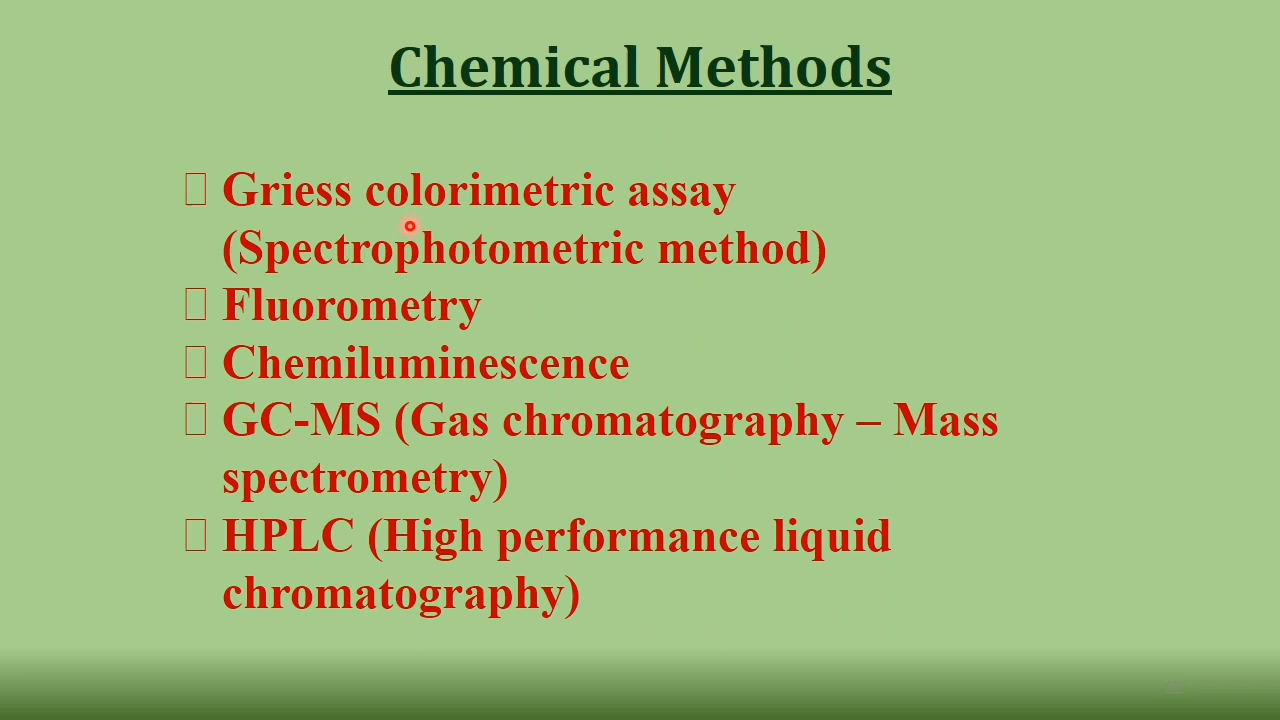 Chemical Methods
Griess colorimetric assay
(Spectrophotometric method)
Fluorometry
Chemiluminescence
GC-MS (Gas chromatography – Mass
spectrometry)
HPLC (High performance liquid
chromatography)